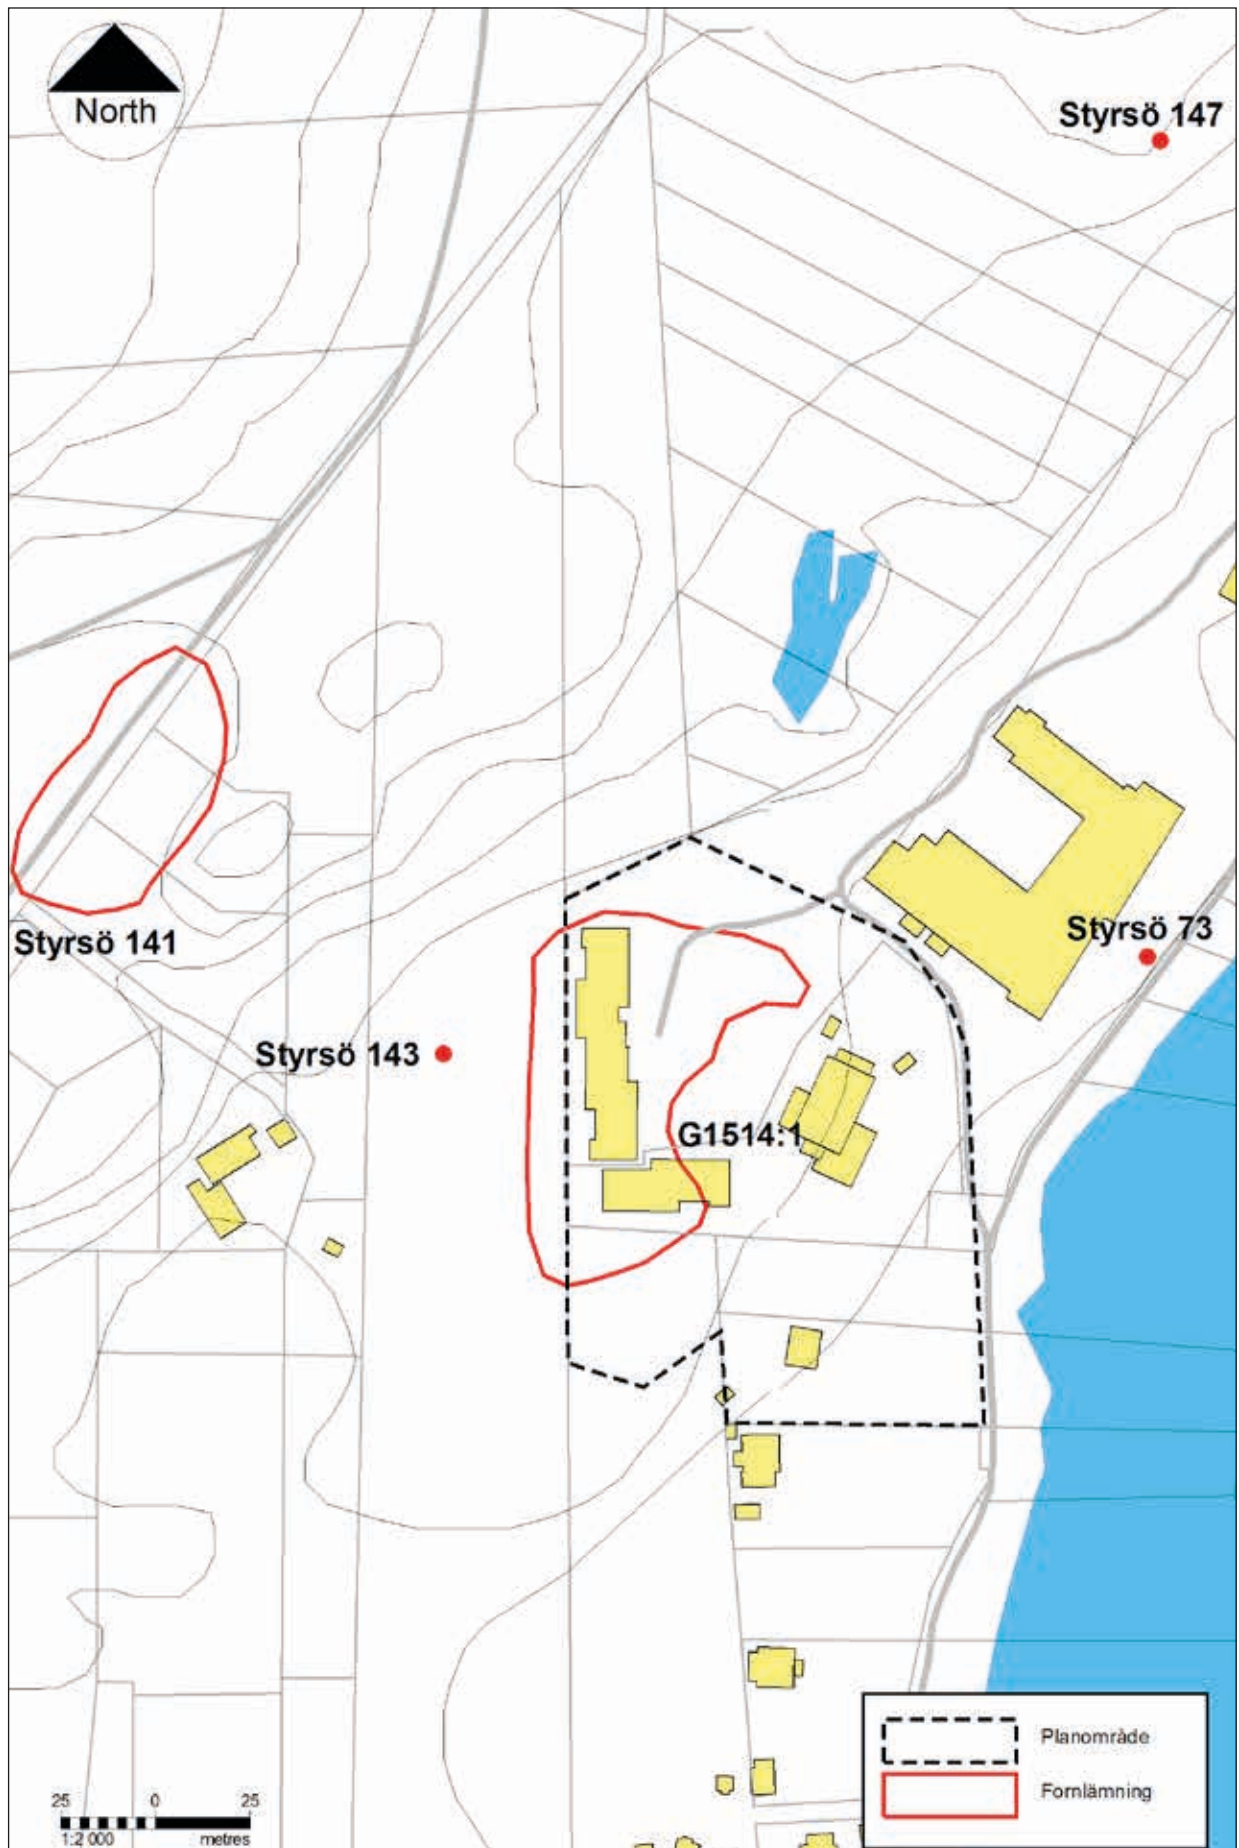 North
Styrsö 147
Styrsö 141
Styrsö 73
Styrsö 143
G1514:1
Planområde
Fornlämning
25 0 25
1:2 000 metres